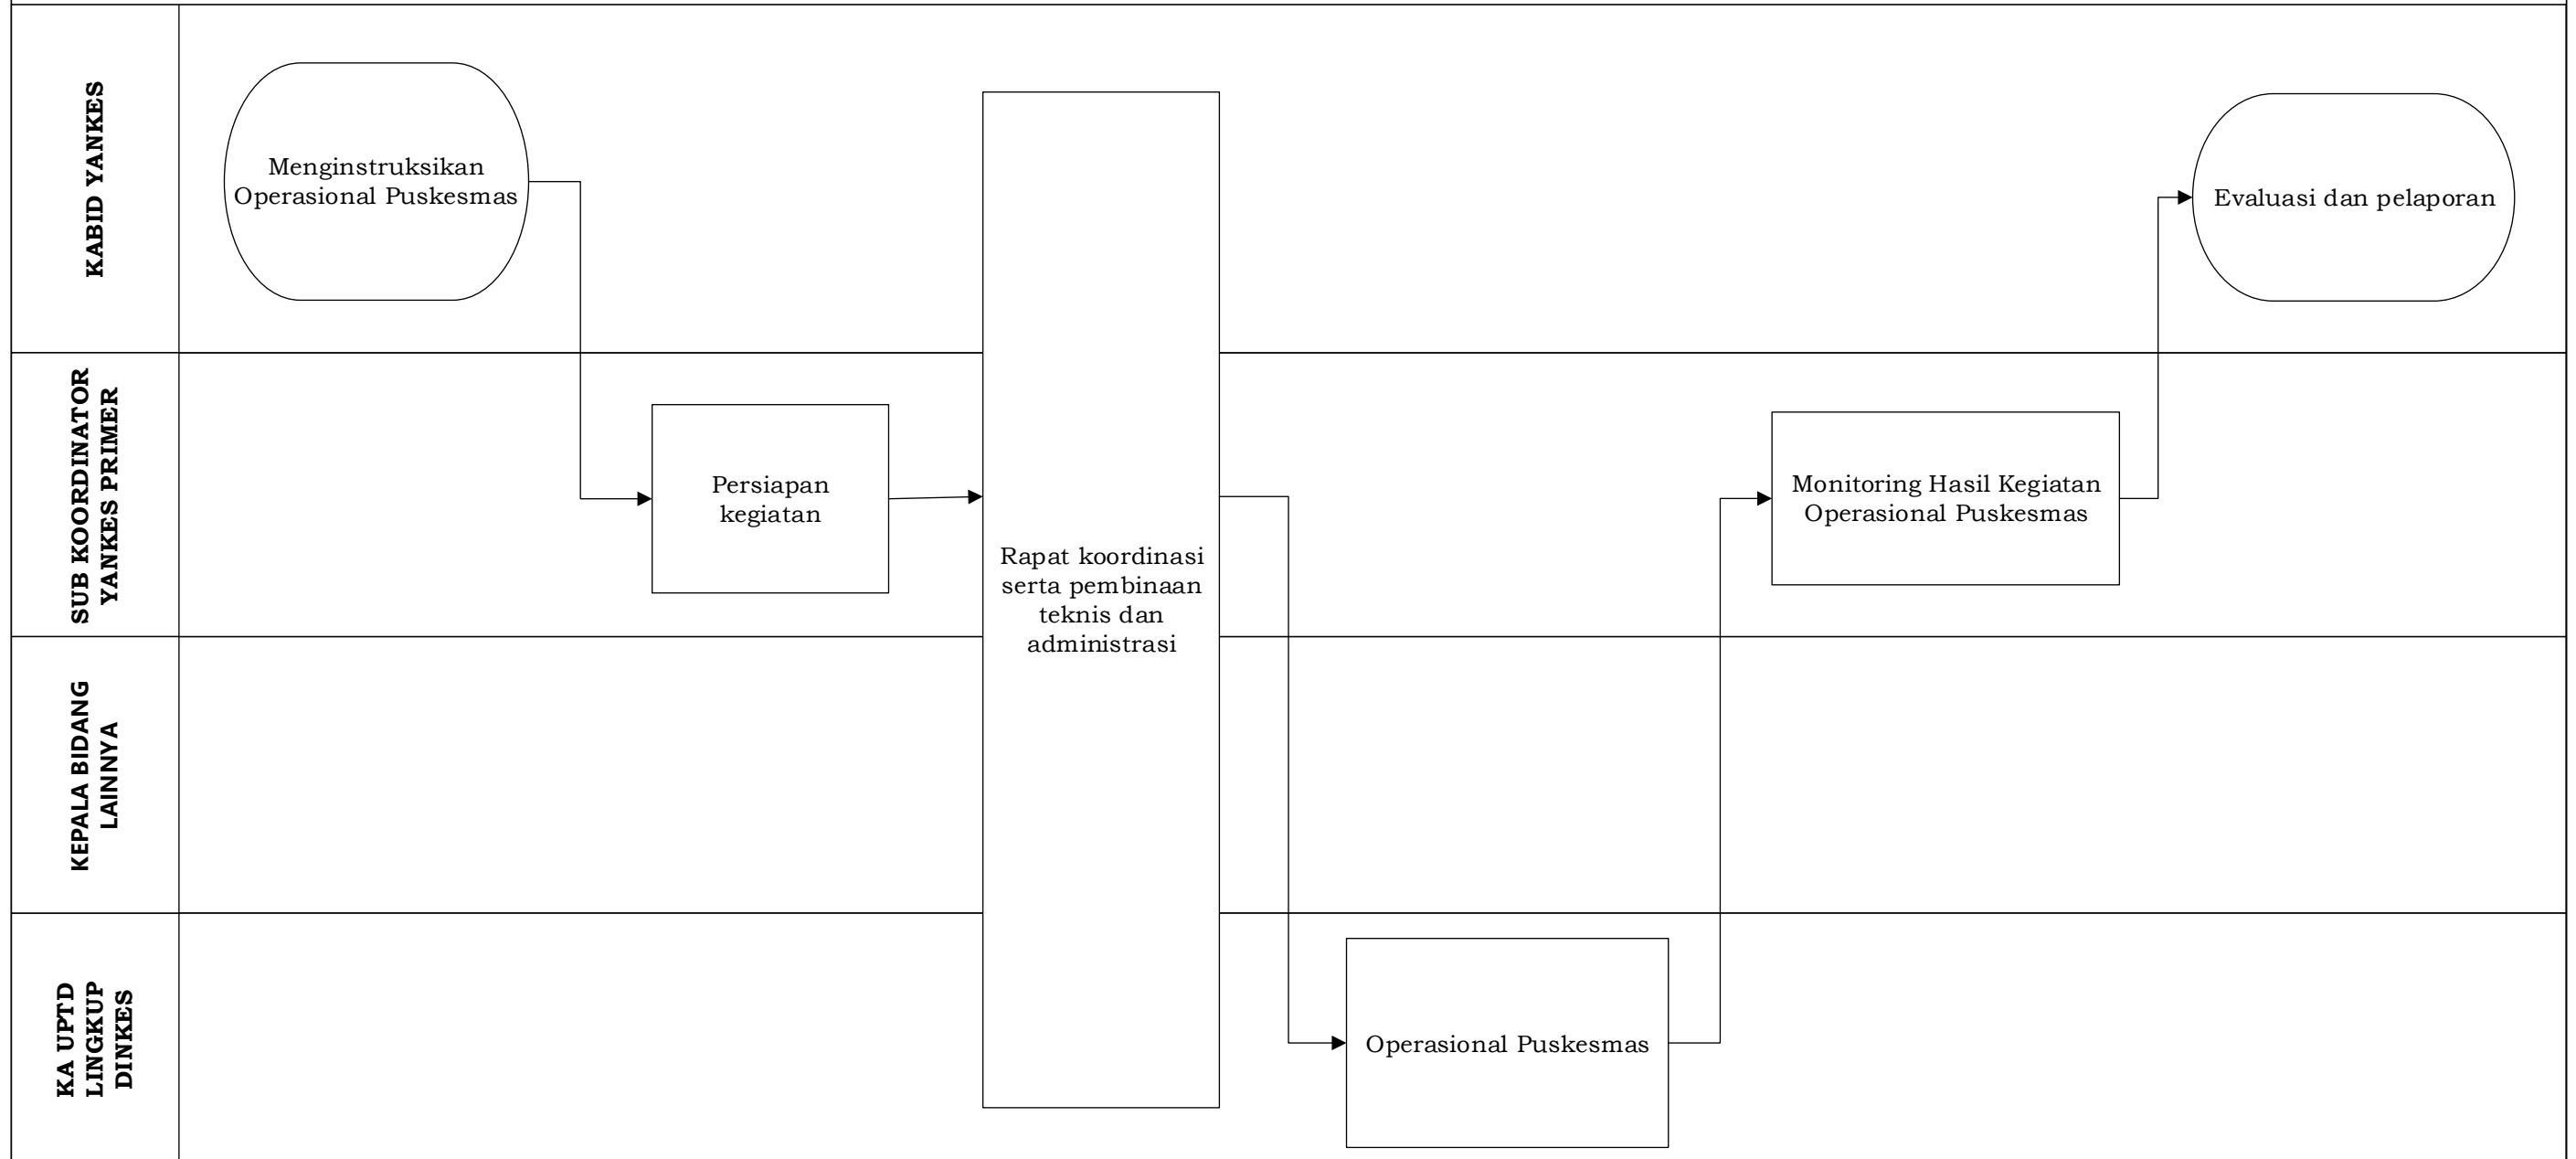 KABID YANKES
Menginstruksikan
Operasional Puskesmas
Evaluasi dan pelaporan
SUB KOORDINATOR
YANKES PRIMER
Persiapan
kegiatan
Rapat koordinasi
serta pembinaan
teknis dan
administrasi
Monitoring Hasil Kegiatan
Operasional Puskesmas
KEPALA BIDANG
LAINNYA
KA UPTD
LINGKUP
DINKES
Operasional Puskesmas